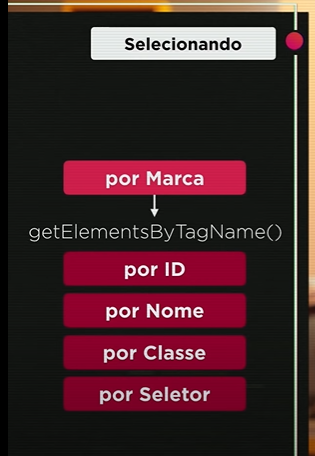 Selecionando
por Marca
getElementsByTagName()
por ID
por Nome
por Classe
por Seletor